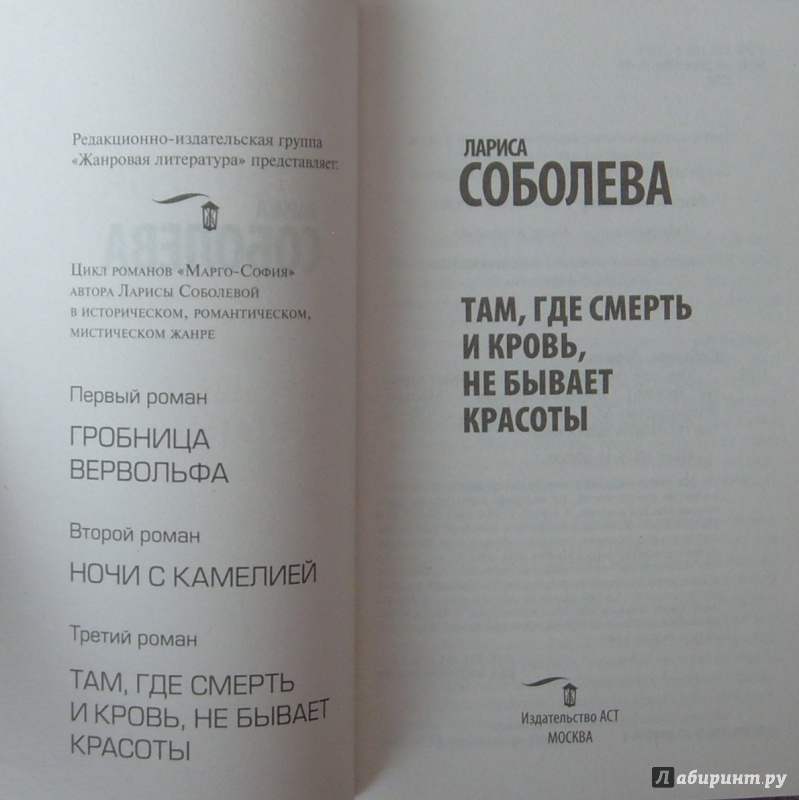 Редакционно-издательская группа
«Жанровая литература» представляет:
Цикл романов «Марго-София»
автора Ларисы Соболевой
в историческом, романтическом,
мистическом жанре
Первый роман
ГРОБНИЦА
ВЕРВОЛЬФА
Второй роман
НОЧИ С КАМЕЛИЕЙ
Третий роман
ТАМ, ГДЕ СМЕРТЬ
И КРОВЬ, НЕ БЫВАЕТ
КРАСОТЫ
ЛАРИСА
СОБОЛЕВА
ТАМ, ГДЕ СМЕРТЬ
И КРОВЬ,
НЕ БЫВАЕТ
КРАСОТЫ
Издательство АСТ
МОСКВА
Лабиринт.ру